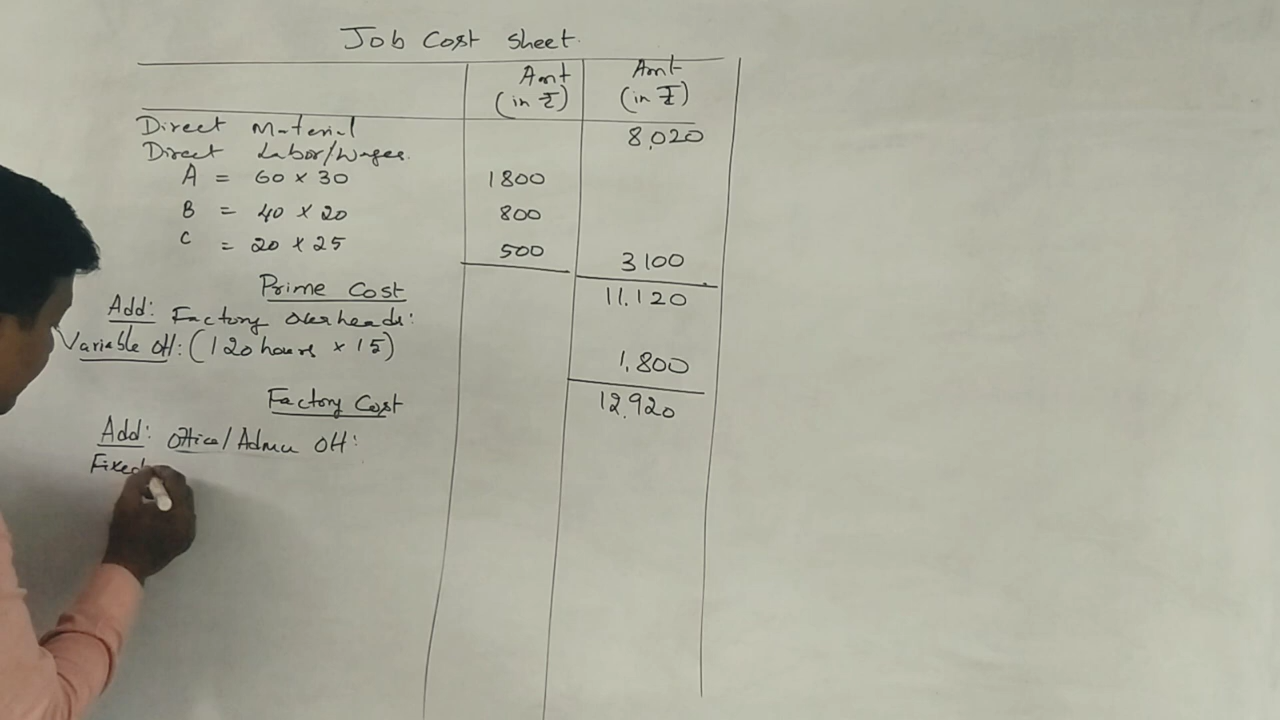 Job Cost Sheet.
Amt (in ₹) Amt (in ₹)
Direct Material 8,020
Direct Labor/Wages.
A = 60 × 30 1800
B = 40 × 20 800
C = 20 × 25 500 3100
Prime Cost 11,120
Add: Factory overheads:
Variable OH: (120 hours × 15) 1,800
Factory Cost 12,920
Add: Office/Admn OH:
Fixed